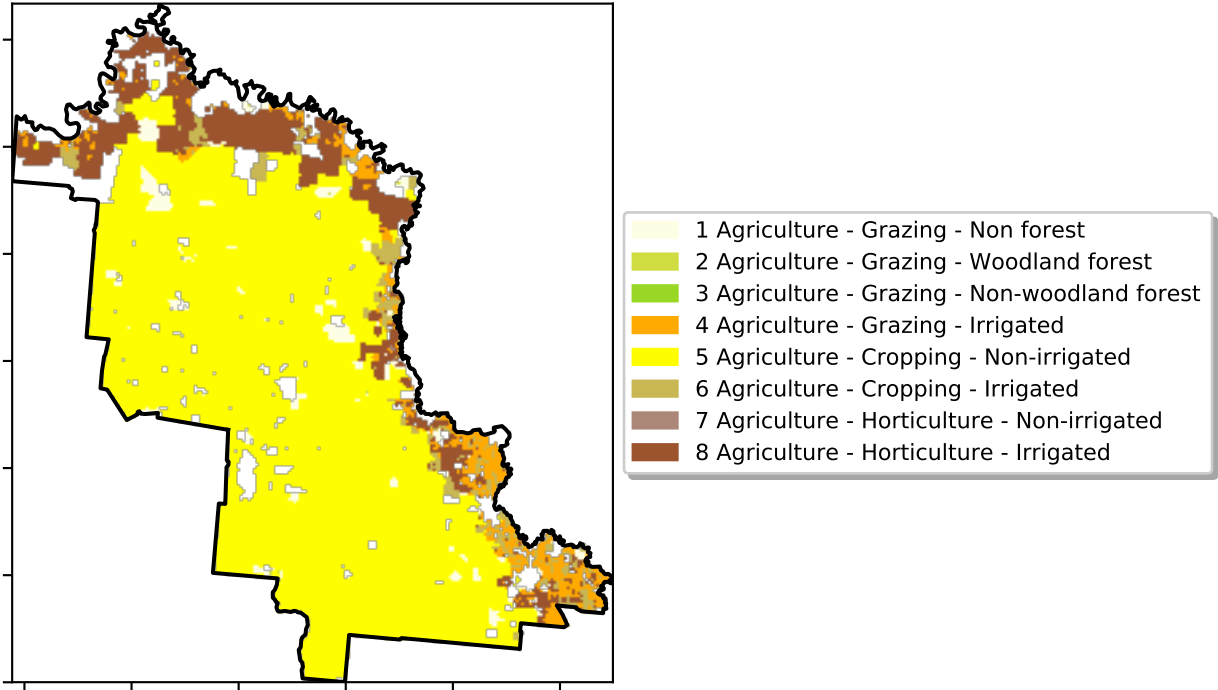 1 Agriculture - Grazing - Non forest
2 Agriculture - Grazing - Woodland forest
3 Agriculture - Grazing - Non-woodland forest
4 Agriculture - Grazing - Irrigated
5 Agriculture - Cropping - Non-irrigated
6 Agriculture - Cropping - Irrigated
7 Agriculture - Horticulture - Non-irrigated
8 Agriculture - Horticulture - Irrigated